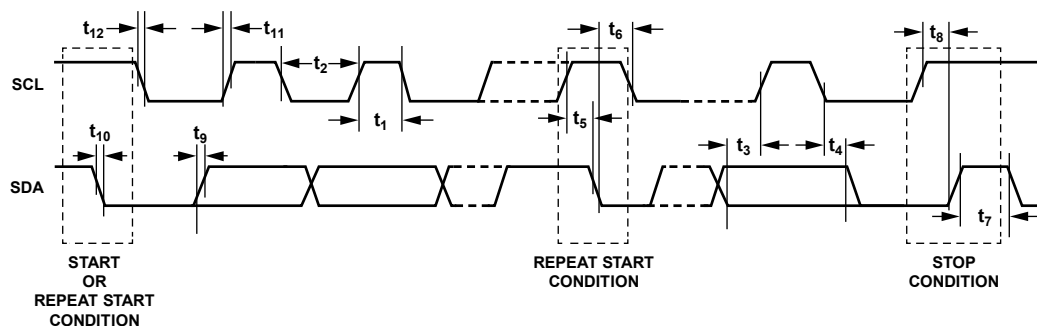 t12
t11
t6
t8
t2
SCL
t1
t5
t10
t9
t3
t4
SDA
t7
START
OR
REPEAT START
CONDITION
REPEAT START
CONDITION
STOP
CONDITION